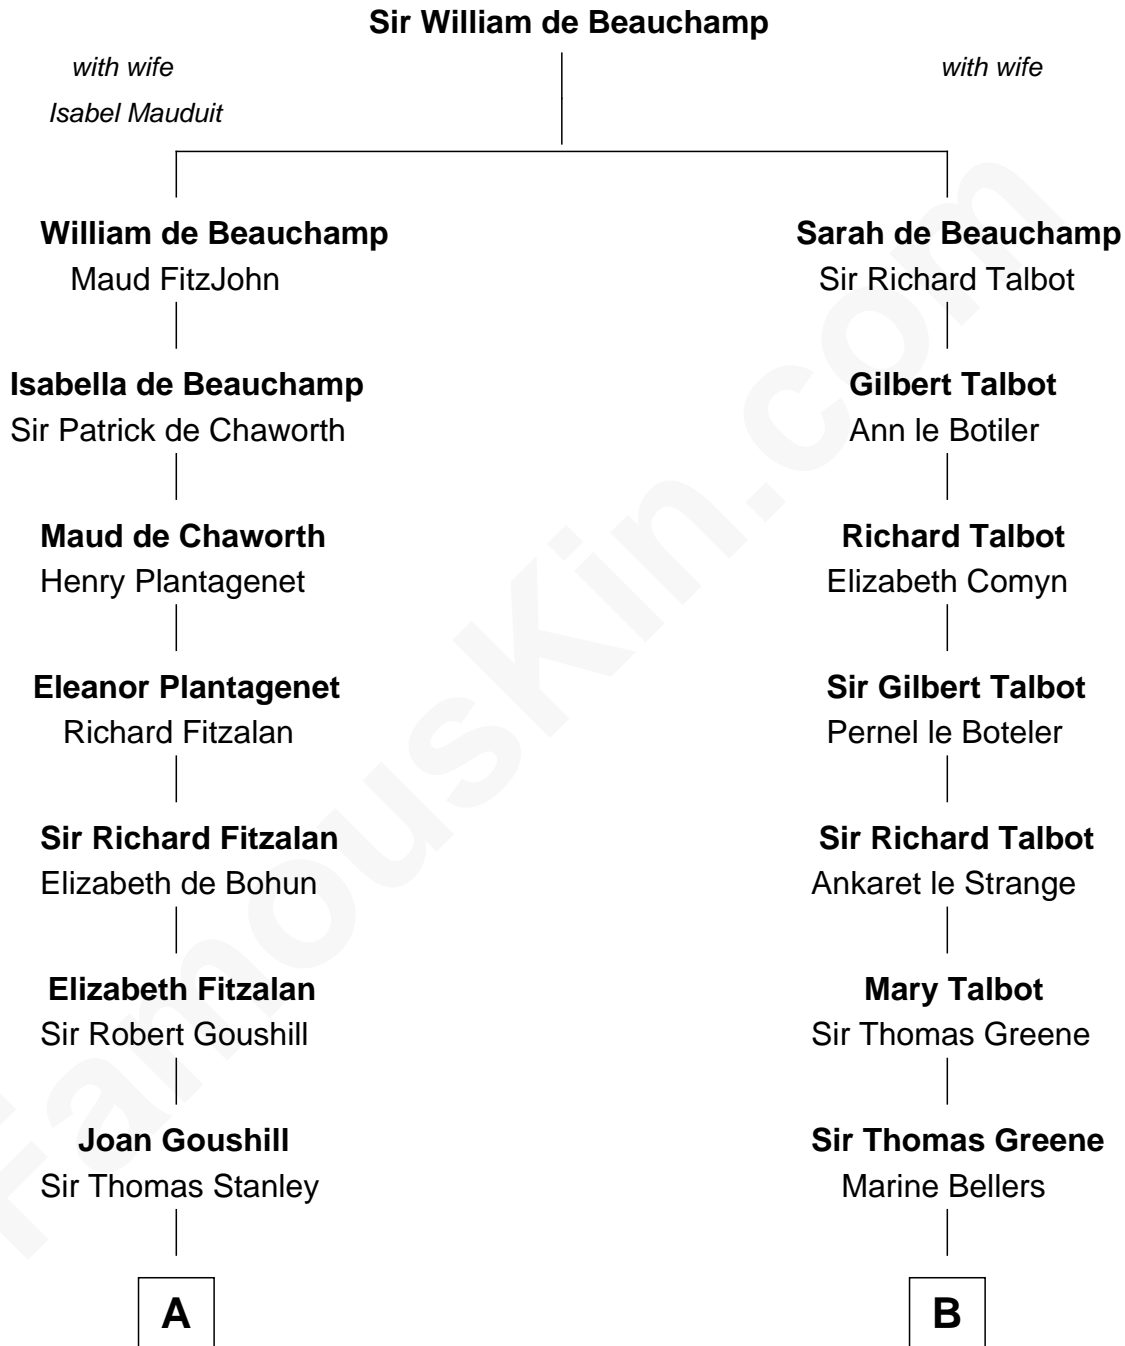 Sir William de Beauchamp
with wife
Isabel Mauduit
with wife
William de Beauchamp
Maud FitzJohn
Sarah de Beauchamp
Sir Richard Talbot
Isabella de Beauchamp
Sir Patrick de Chaworth
Gilbert Talbot
Ann le Botiler
Maud de Chaworth
Henry Plantagenet
Richard Talbot
Elizabeth Comyn
Eleanor Plantagenet
Richard Fitzalan
Sir Gilbert Talbot
Pernel le Boteler
Sir Richard Fitzalan
Elizabeth de Bohun
Sir Richard Talbot
Ankaret le Strange
Elizabeth Fitzalan
Sir Robert Goushill
Mary Talbot
Sir Thomas Greene
Joan Goushill
Sir Thomas Stanley
Sir Thomas Greene
Marine Bellers
A
B
FamousKin.com